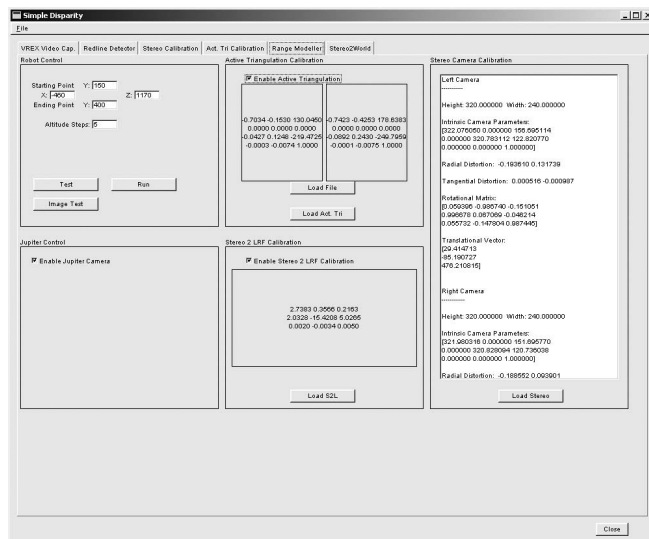 Simple Disparity
File
VREX Video Cap. Redline Detector Stereo Calibration Act. Tri Calibration Range Modeller Stereo2World
Robot Control
Starting Point Y: 150
X: -460 Z: 1170
Ending Point Y: 400
Altitude Steps: 5
Test Run
Image Test
Active Triangulation Calibration
Enable Active Triangulation
-0.7034 -0.1530 130.0450
0.0000 0.0000 0.0000
-0.0427 0.1248 -219.4725
-0.0003 -0.0074 1.0000
-0.7423 -0.4253 178.6383
0.0000 0.0000 0.0000
-0.0892 0.2430 -249.7959
-0.0001 -0.0075 1.0000
Load File
Load Act. Tri
Stereo Camera Calibration
Left Camera
----------
Height: 320.000000 Width: 240.000000
Intrinsic Camera Parameters:
[322.076050 0.000000 156.695114
0.000000 320.783112 122.820770
0.000000 0.000000 1.000000]
Radial Distortion: -0.193610 0.131739
Tangential Distortion: 0.000516 -0.000987
Rotational Matrix:
[0.059396 -0.986740 -0.151051
0.996678 0.067069 -0.046214
0.055732 -0.147804 0.987445]
Translational Vector:
[29.414713
-85.190727
476.210815]
Right Camera
-----------
Height: 320.000000 Width: 240.000000
Intrinsic Camera Parameters:
[321.980316 0.000000 151.695770
0.000000 320.828094 120.736038
0.000000 0.000000 1.000000]
Radial Distortion: -0.188552 0.093901
Load Stereo
Jupiter Control
Enable Jupiter Camera
Stereo 2 LRF Calibration
Enable Stereo 2 LRF Calibration
2.7383 0.3566 0.2163
2.0328 -15.4208 5.0265
0.0020 -0.0034 0.0050
Load S2L
Close